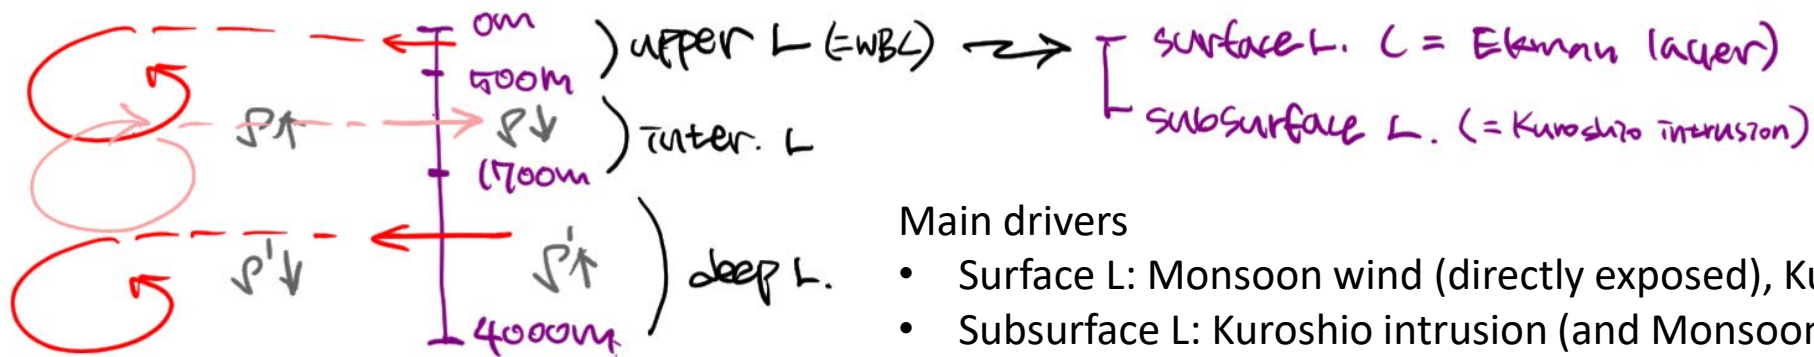 0m
500m
1700m
4000m
) upper L (=WBC) → surface L. ( = Ekman layer)
subsurface L. (= Kuroshio intrusion)
ρ↑ ρ↓ ) inter. L
ρ'↓ ρ'↑ ) deep L.
Main drivers
• Surface L: Monsoon wind (directly exposed), Ku
• Subsurface L: Kuroshio intrusion (and Monsoon